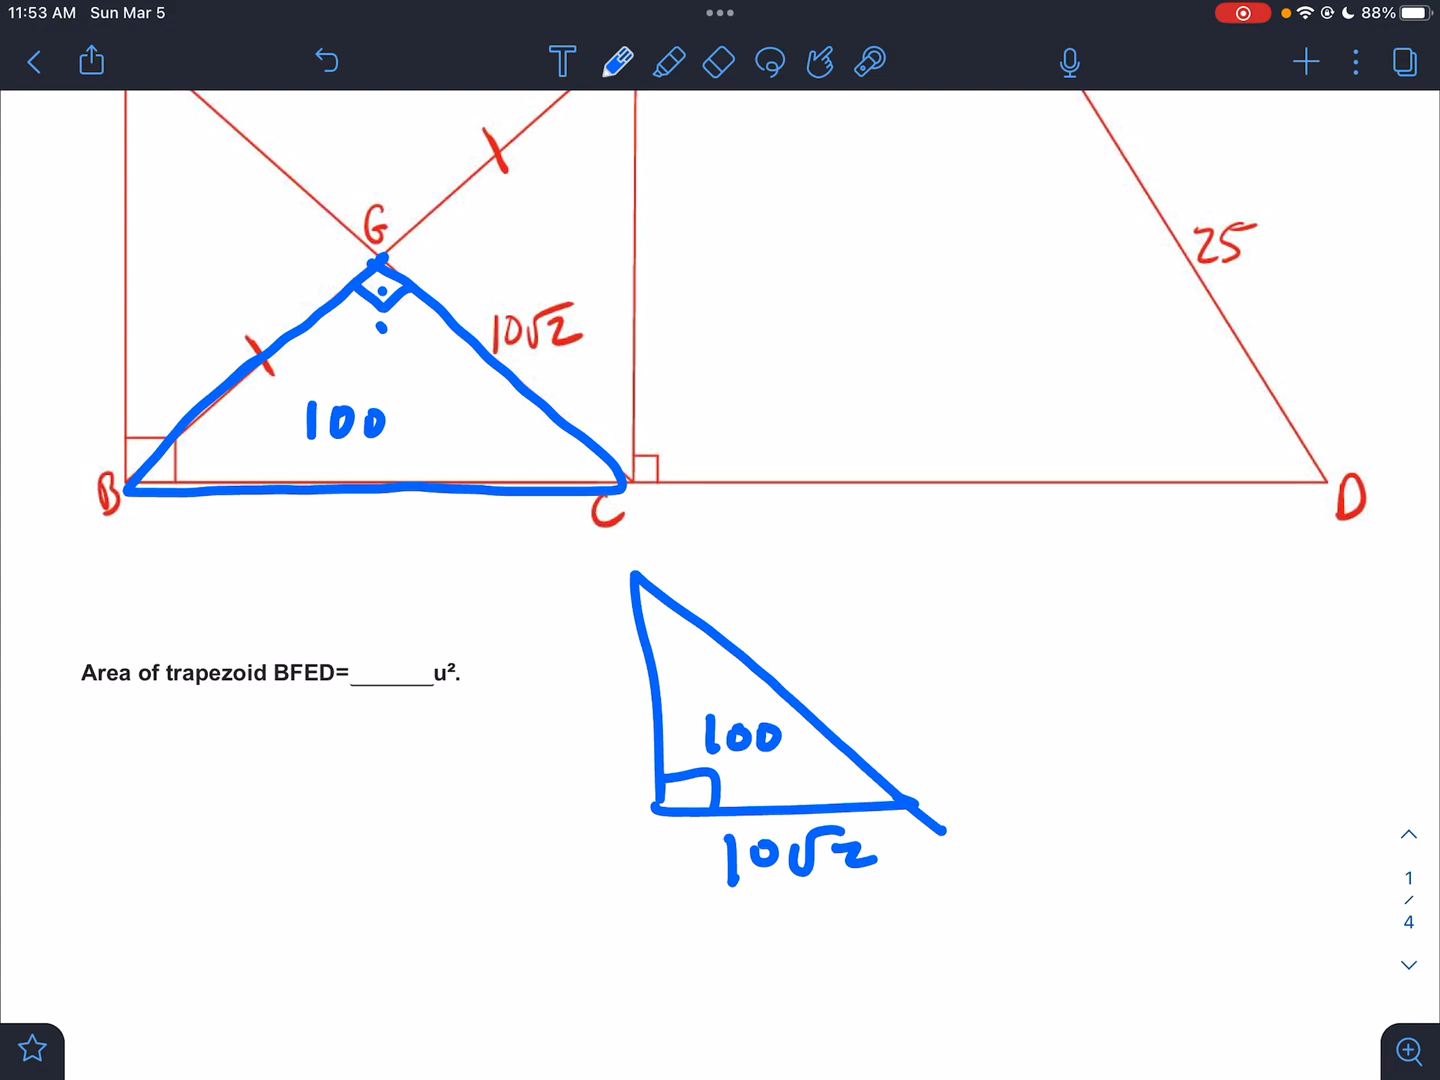 11:53 AM Sun Mar 5
88%
T
G
25
10√2
100
B
C
D
Area of trapezoid BFED=______u².
100
10√2
1
/
4